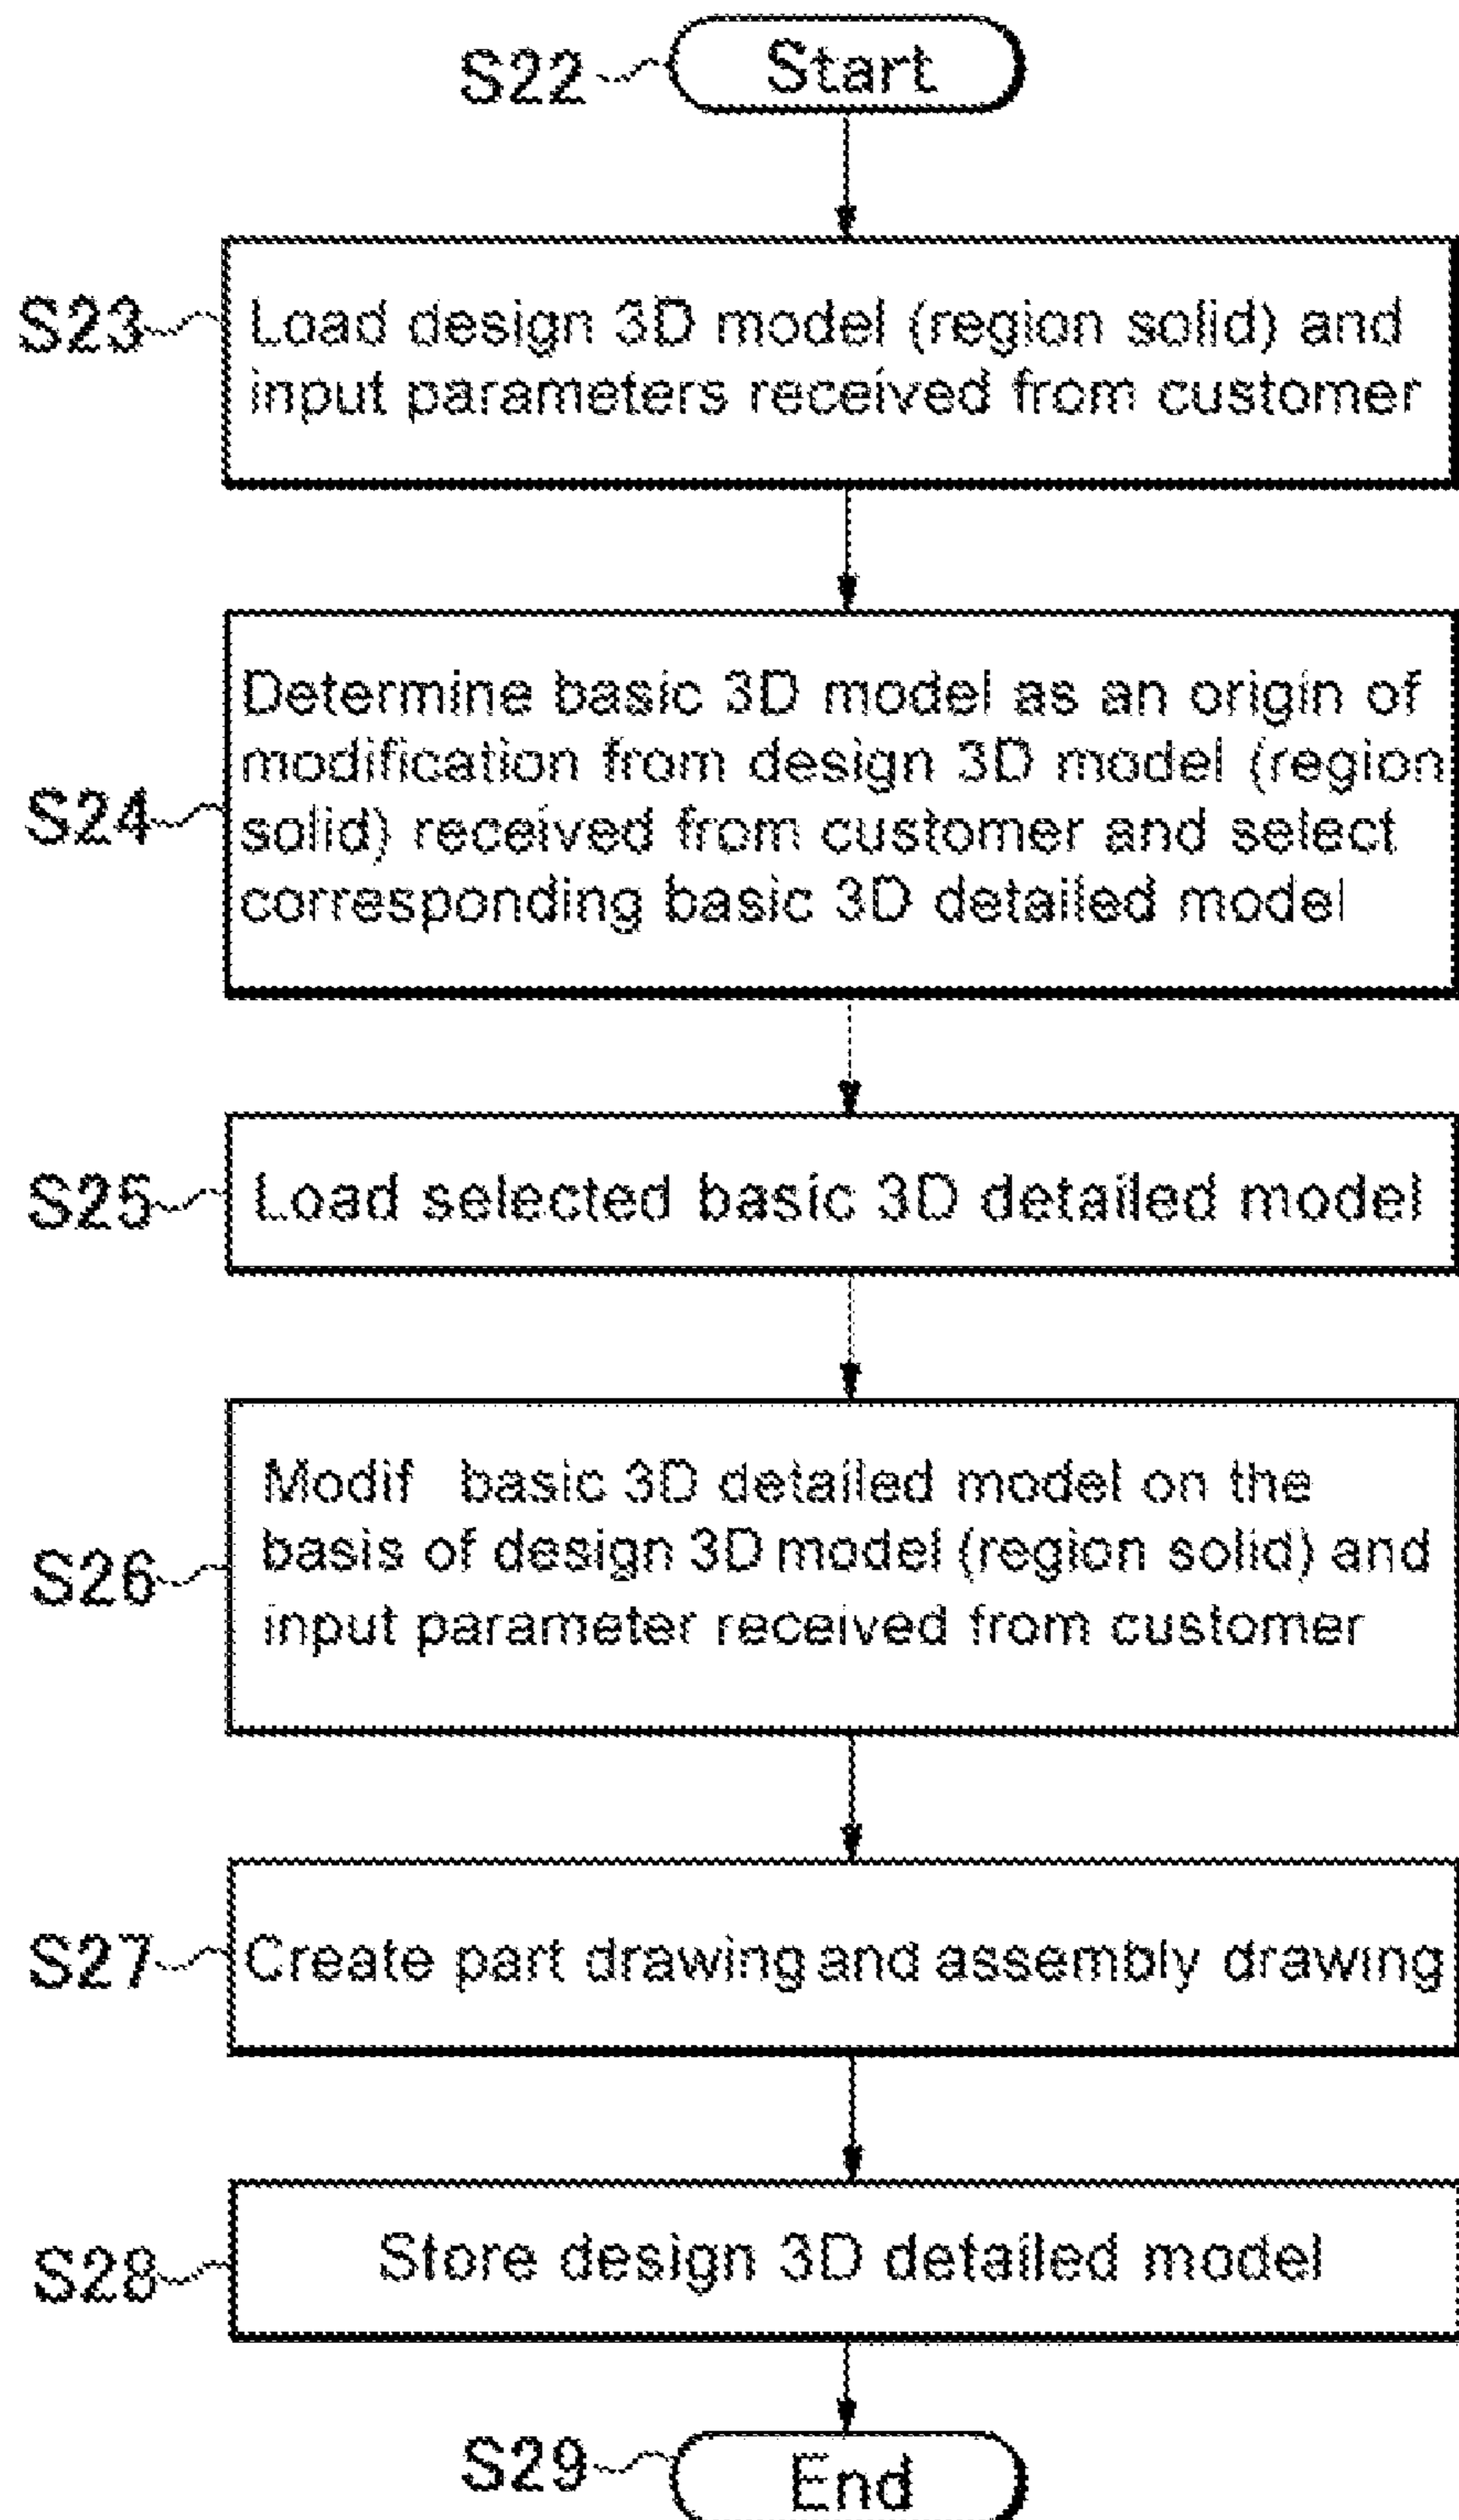 S22 Start
S23 Load design 3D model (region solid) and
input parameters received from customer
Determine basic 3D model as an origin of
modification from design 3D model (region
S24 solid) received from customer and select
corresponding basic 3D detailed model
S25 Load selected basic 3D detailed model
Modif basic 3D detailed model on the
S26 basis of design 3D model (region solid) and
input parameter received from customer
S27 Create part drawing and assembly drawing
S28 Store design 3D detailed model
S29 End